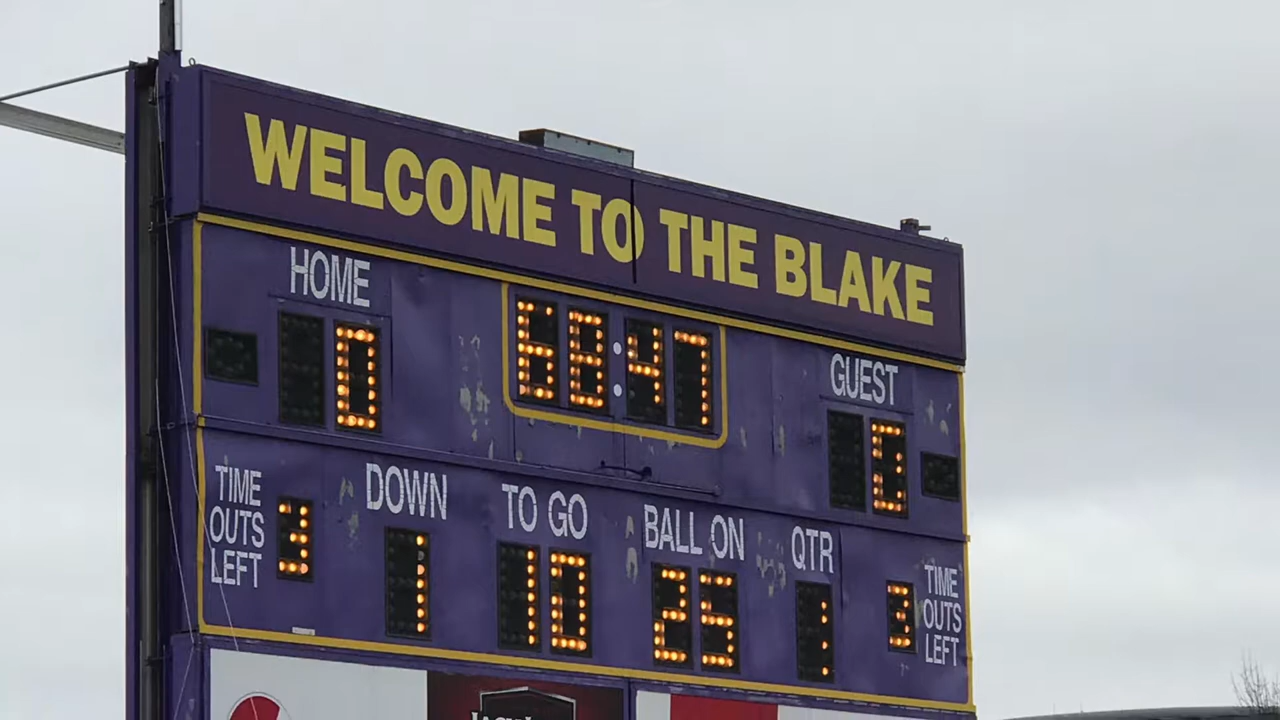 WELCOME TO THE BLAKE
HOME
0
68:47
GUEST
0
TIME OUTS LEFT
3
DOWN
1
TO GO
10
BALL ON
25
QTR
1
3
TIME OUTS LEFT